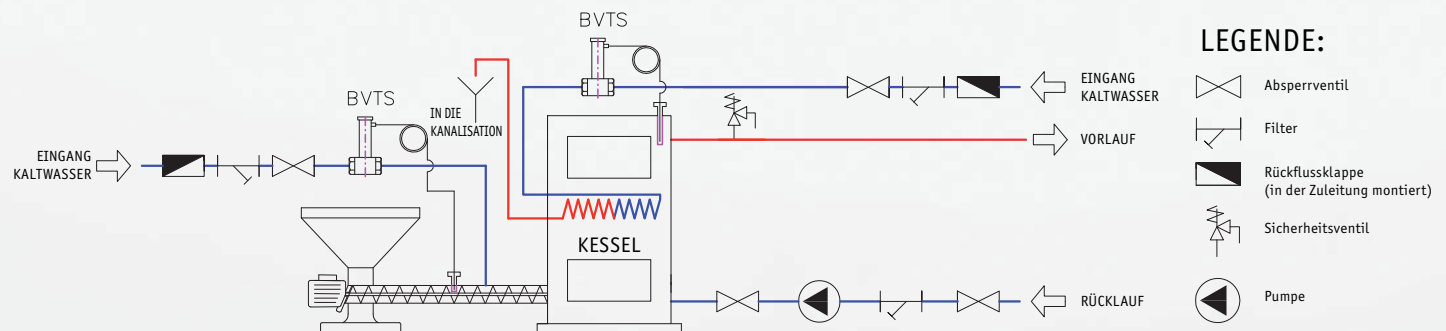 BVTS
BVTS
IN DIE
KANALISATION
EINGANG
KALTWASSER
EINGANG
KALTWASSER
VORLAUF
KESSEL
RÜCKLAUF
LEGENDE:
Absperrventil
Filter
Rückflussklappe
(in der Zuleitung montiert)
Sicherheitsventil
Pumpe